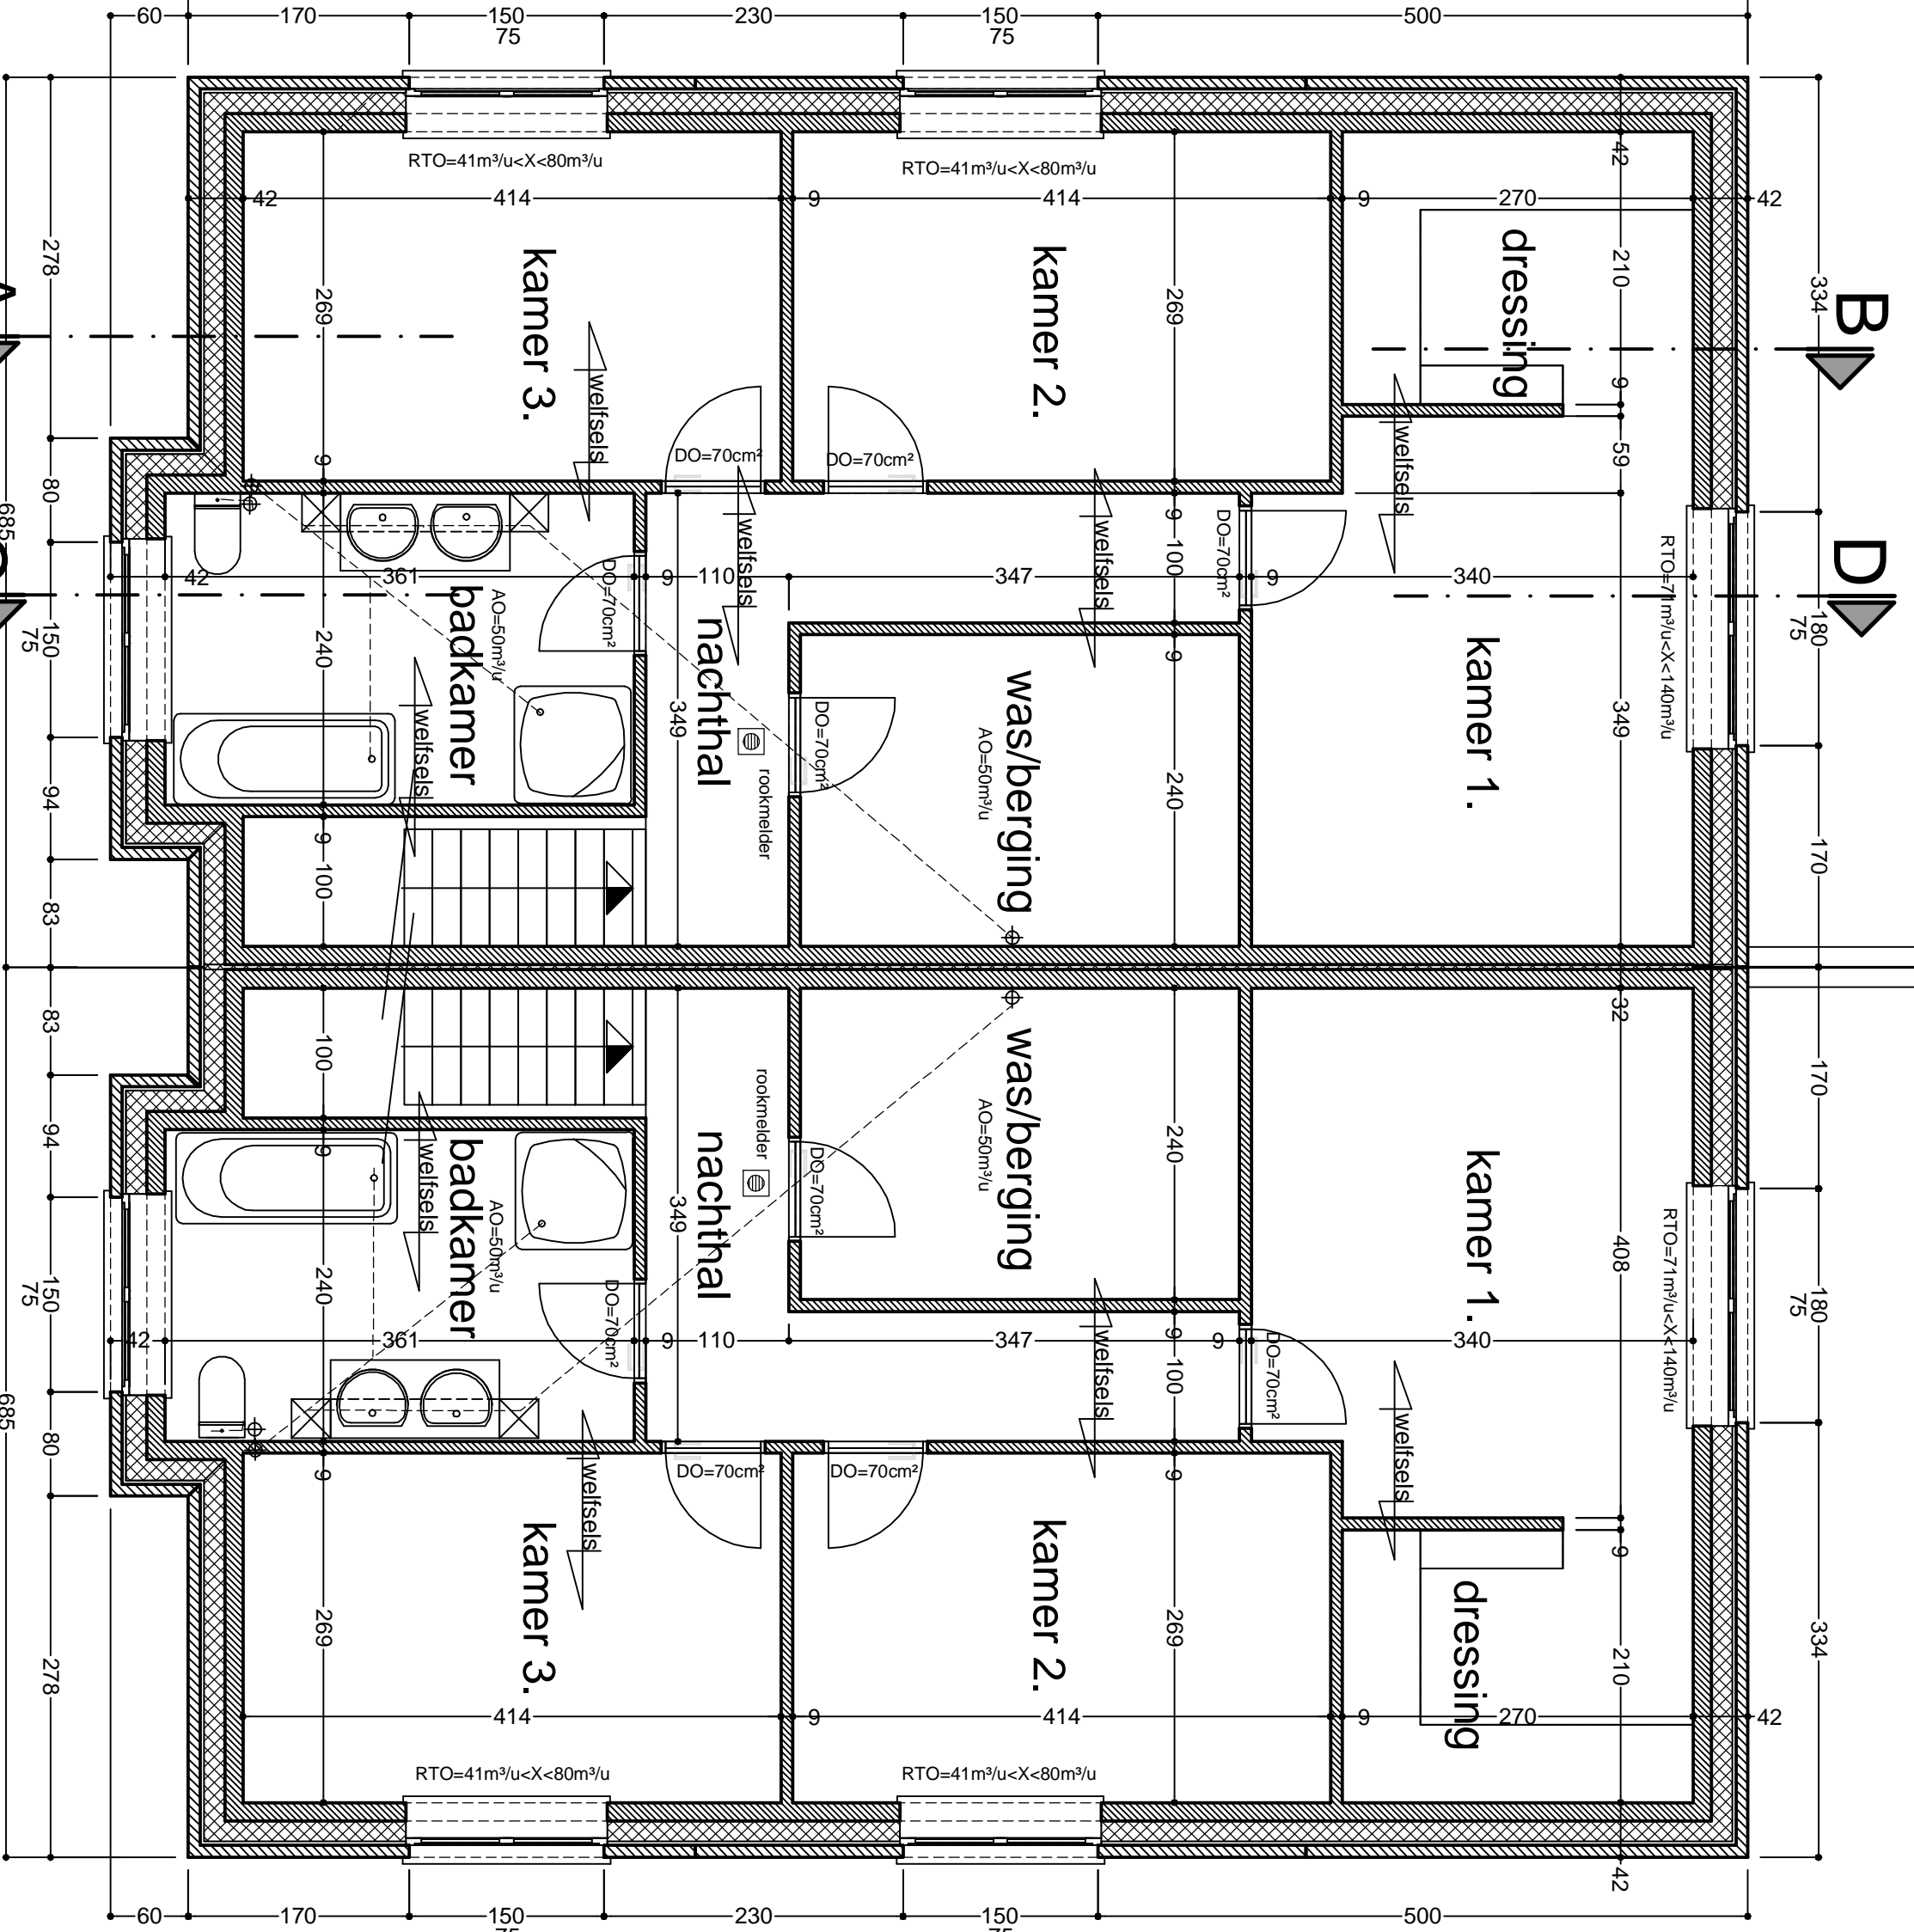 60 170 150 230 150 500
75 75
RTO=41m³/u<X<80m³/u
RTO=41m³/u<X<80m³/u
42 414 9 414 9 270 42
42
278
269
kamer 3.
269
kamer 2.
dressing
210
334
B
welfsels
9
9
59
welfsels
DO=70cm²
DO=70cm²
9
80
685
welfsels
welfsels
9
100
DO=70cm²
RTO=71m³/u<X<140m³/u
D
42 361 9 110 347 9 340
DO=70cm²
badkamer
AO=50m³/u
240
150
75
180
75
nachthal
9
was/berging
AO=50m³/u
kamer 1.
349
349
welfsels
DO=70cm²
rookmelder
240
94
9
100
83
170
83
100
32
170
94
9
welfsels
badkamer
AO=50m³/u
240
rookmelder
nachthal
349
DO=70cm²
was/berging
AO=50m³/u
240
kamer 1.
408
RTO=71m³/u<X<140m³/u
150
75
180
75
42 361 9 110 347 9 340
DO=70cm²
welfsels
9
100
DO=70cm²
welfsels
80
685
9
DO=70cm²
DO=70cm²
9
welfsels
9
278
269
kamer 3.
269
kamer 2.
dressing
210
334
414 9 414 9 270 42
RTO=41m³/u<X<80m³/u
RTO=41m³/u<X<80m³/u
42
60 170 150 230 150 500
75 75